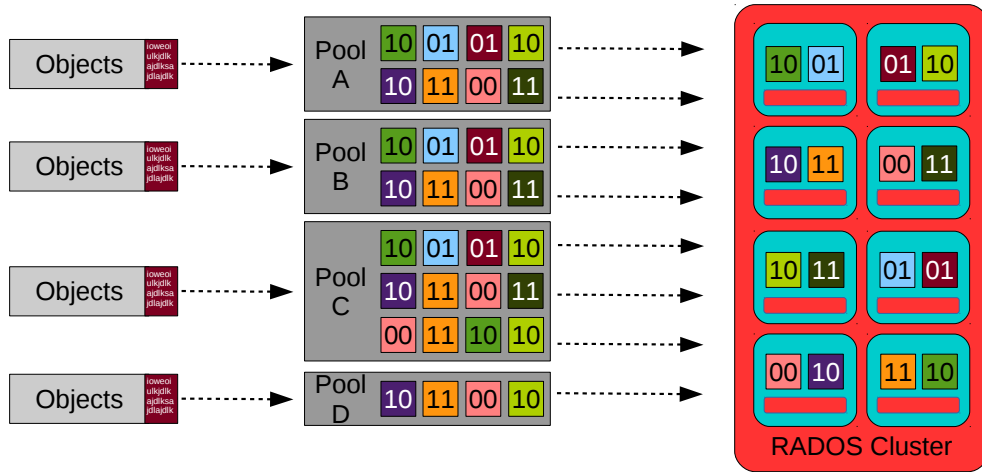 Objects
ioweoi
ulkjdlk
ajdlksa
jdlajdlk
Pool
A
10 01 01 10
10 11 00 11
Objects
ioweoi
ulkjdlk
ajdlksa
jdlajdlk
Pool
B
10 01 01 10
10 11 00 11
Objects
ioweoi
ulkjdlk
ajdlksa
jdlajdlk
Pool
C
10 01 01 10
10 11 00 11
00 11 10 10
Objects
ioweoi
ulkjdlk
ajdlksa
jdlajdlk
Pool
D
10 11 00 10
10 01 01 10
10 11 00 11
10 11 01 01
00 10 11 10
RADOS Cluster